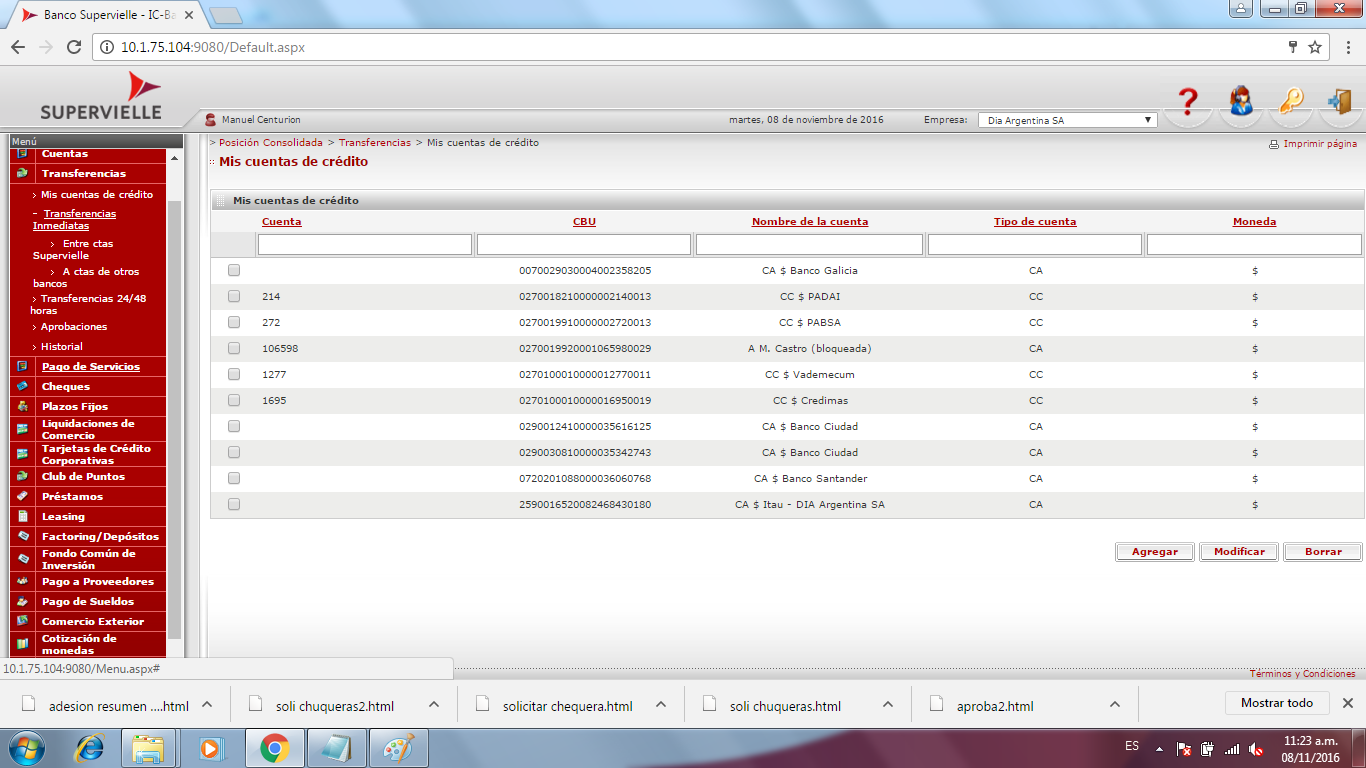 Banco Supervielle - IC-Ba
10.1.75.104:9080/Default.aspx
SUPERVIELLE
Manuel Centurion
martes, 08 de noviembre de 2016
Empresa:
Dia Argentina SA
Menú
Cuentas
Transferencias
› Mis cuentas de crédito
- Transferencias
Inmediatas
› Entre ctas
Supervielle
› A ctas de otros
bancos
› Transferencias 24/48
horas
› Aprobaciones
› Historial
Pago de Servicios
Cheques
Plazos Fijos
Liquidaciones de
Comercio
Tarjetas de Crédito
Corporativas
Club de Puntos
Préstamos
Leasing
Factoring/Depósitos
Fondo Común de
Inversión
Pago a Proveedores
Pago de Sueldos
Comercio Exterior
Cotización de
monedas
> Posición Consolidada > Transferencias > Mis cuentas de crédito
Imprimir página
Mis cuentas de crédito
Mis cuentas de crédito
Cuenta CBU Nombre de la cuenta Tipo de cuenta Moneda
0070029030004002358205 CA $ Banco Galicia CA $
214 0270018210000002140013 CC $ PADAI CC $
272 0270019910000002720013 CC $ PABSA CC $
106598 0270019920001065980029 A M. Castro (bloqueada) CA $
1277 0270100010000012770011 CC $ Vademecum CC $
1695 0270100010000016950019 CC $ Credimas CC $
0290012410000035616125 CA $ Banco Ciudad CA $
0290030810000035342743 CA $ Banco Ciudad CA $
0720201088000036060768 CA $ Banco Santander CA $
2590016520082468430180 CA $ Itau - DIA Argentina SA CA $
Agregar Modificar Borrar
10.1.75.104:9080/Menu.aspx#
Términos y Condiciones
adesion resumen ....html
soli chuqueras2.html
solicitar chequera.html
soli chuqueras.html
aproba2.html
Mostrar todo
ES
11:23 a.m.
08/11/2016